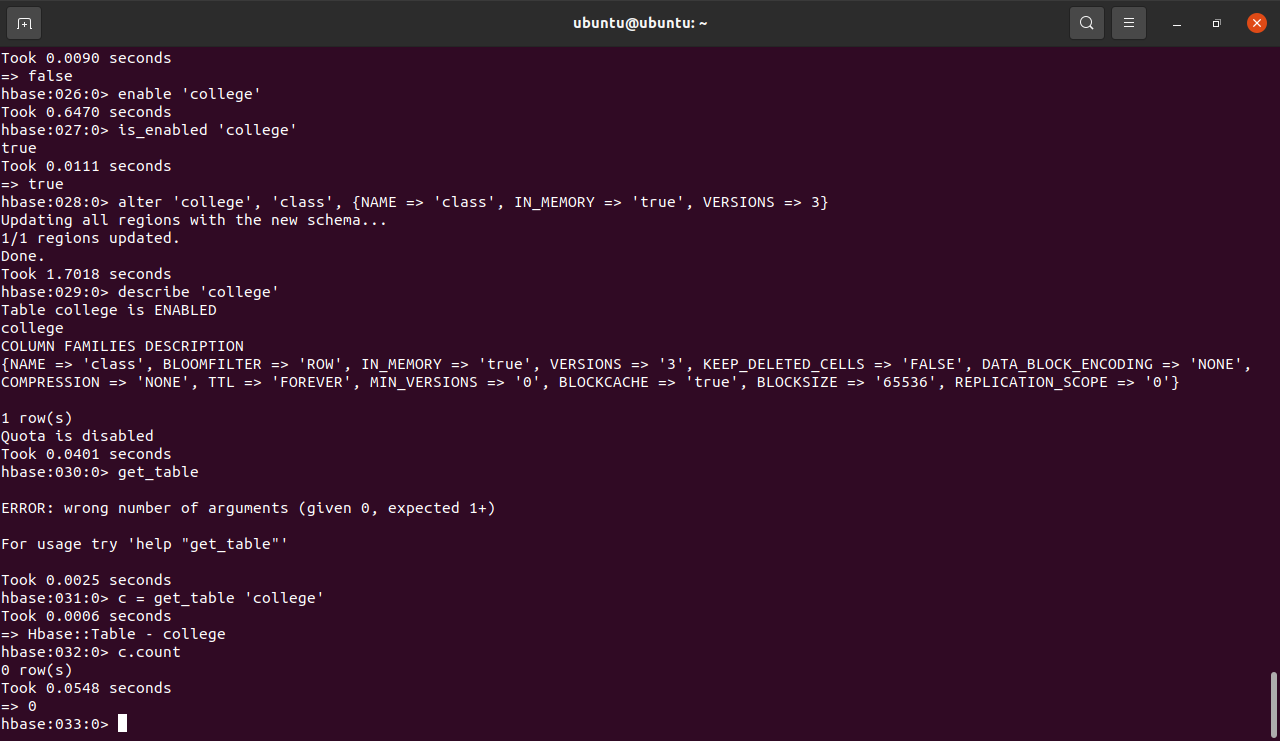 ubuntu@ubuntu: ~
Took 0.0090 seconds
=> false
hbase:026:0> enable 'college'
Took 0.6470 seconds
hbase:027:0> is_enabled 'college'
true
Took 0.0111 seconds
=> true
hbase:028:0> alter 'college', 'class', {NAME => 'class', IN_MEMORY => 'true', VERSIONS => 3}
Updating all regions with the new schema...
1/1 regions updated.
Done.
Took 1.7018 seconds
hbase:029:0> describe 'college'
Table college is ENABLED
college
COLUMN FAMILIES DESCRIPTION
{NAME => 'class', BLOOMFILTER => 'ROW', IN_MEMORY => 'true', VERSIONS => '3', KEEP_DELETED_CELLS => 'FALSE', DATA_BLOCK_ENCODING => 'NONE',
COMPRESSION => 'NONE', TTL => 'FOREVER', MIN_VERSIONS => '0', BLOCKCACHE => 'true', BLOCKSIZE => '65536', REPLICATION_SCOPE => '0'}
1 row(s)
Quota is disabled
Took 0.0401 seconds
hbase:030:0> get_table
ERROR: wrong number of arguments (given 0, expected 1+)
For usage try 'help "get_table"'
Took 0.0025 seconds
hbase:031:0> c = get_table 'college'
Took 0.0006 seconds
=> Hbase::Table - college
hbase:032:0> c.count
0 row(s)
Took 0.0548 seconds
=> 0
hbase:033:0>